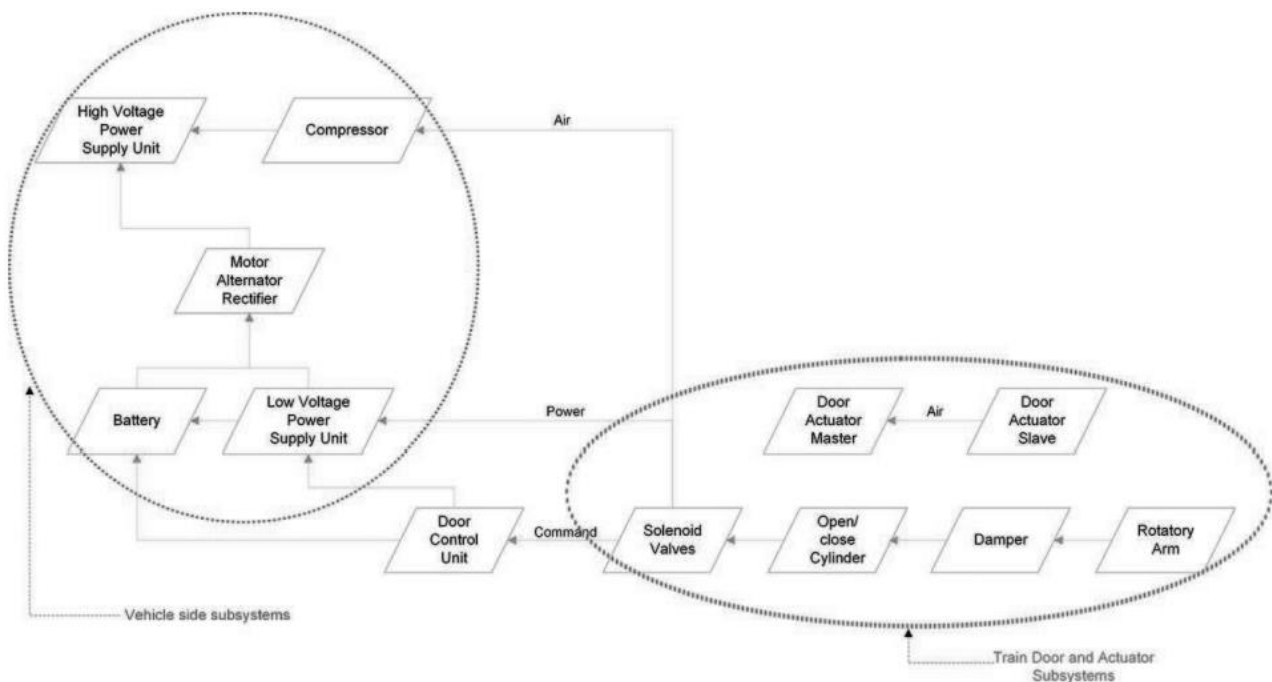 High Voltage
Power
Supply Unit
Compressor
Air
Motor
Alternator
Rectifier
Battery
Low Voltage
Power
Supply Unit
Power
Door
Actuator
Master
Air
Door
Actuator
Slave
Door
Control
Unit
Command
Solenoid
Valves
Open/
close
Cylinder
Damper
Rotatory
Arm
Vehicle side subsystems
Train Door and Actuator
Subsystems